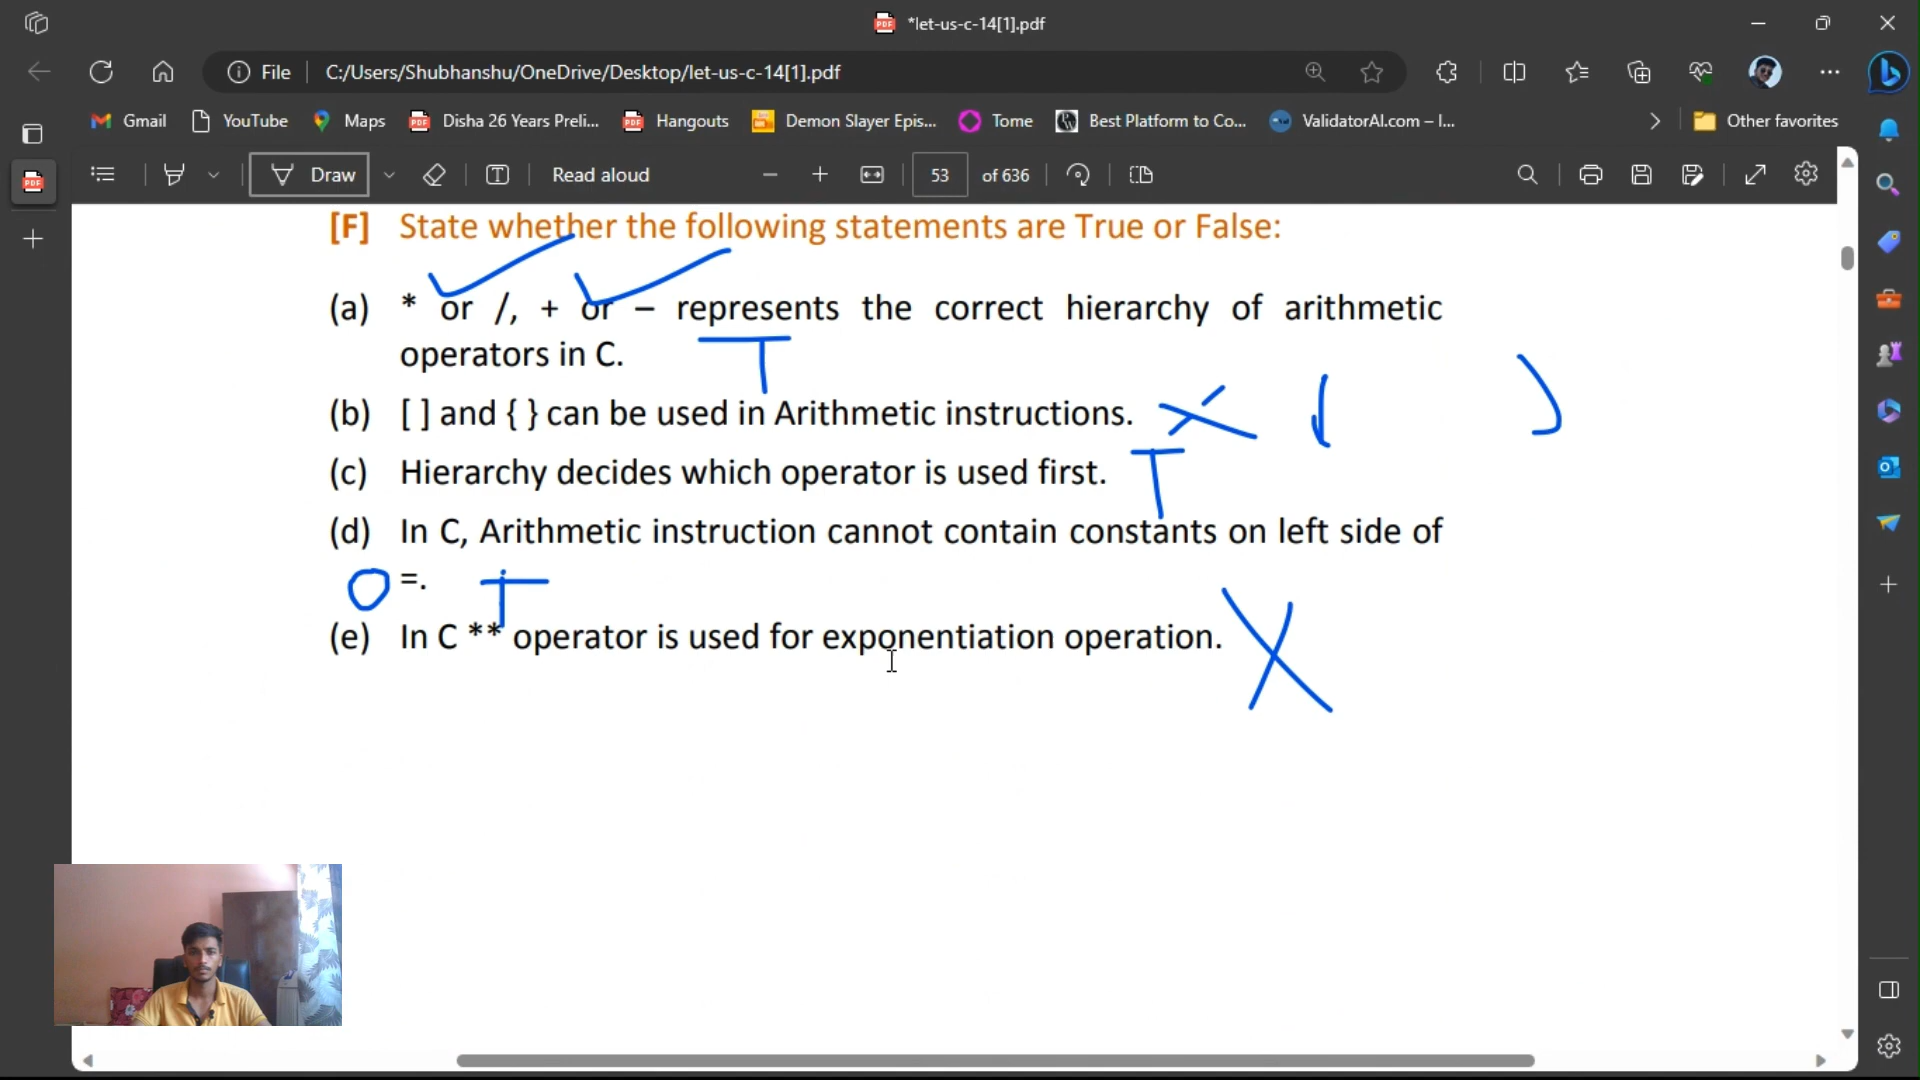 *let-us-c-14[1].pdf
File C:/Users/Shubhanshu/OneDrive/Desktop/let-us-c-14[1].pdf
Gmail YouTube Maps Disha 26 Years Preli... Hangouts Demon Slayer Epis... Tome Best Platform to Co... ValidatorAI.com – I... Other favorites
Draw Read aloud 53 of 636
[F] State whether the following statements are True or False:
(a) * or /, + or – represents the correct hierarchy of arithmetic
operators in C. T
(b) [ ] and { } can be used in Arithmetic instructions. X ( )
(c) Hierarchy decides which operator is used first. T
(d) In C, Arithmetic instruction cannot contain constants on left side of
=. T
(e) In C ** operator is used for exponentiation operation. X